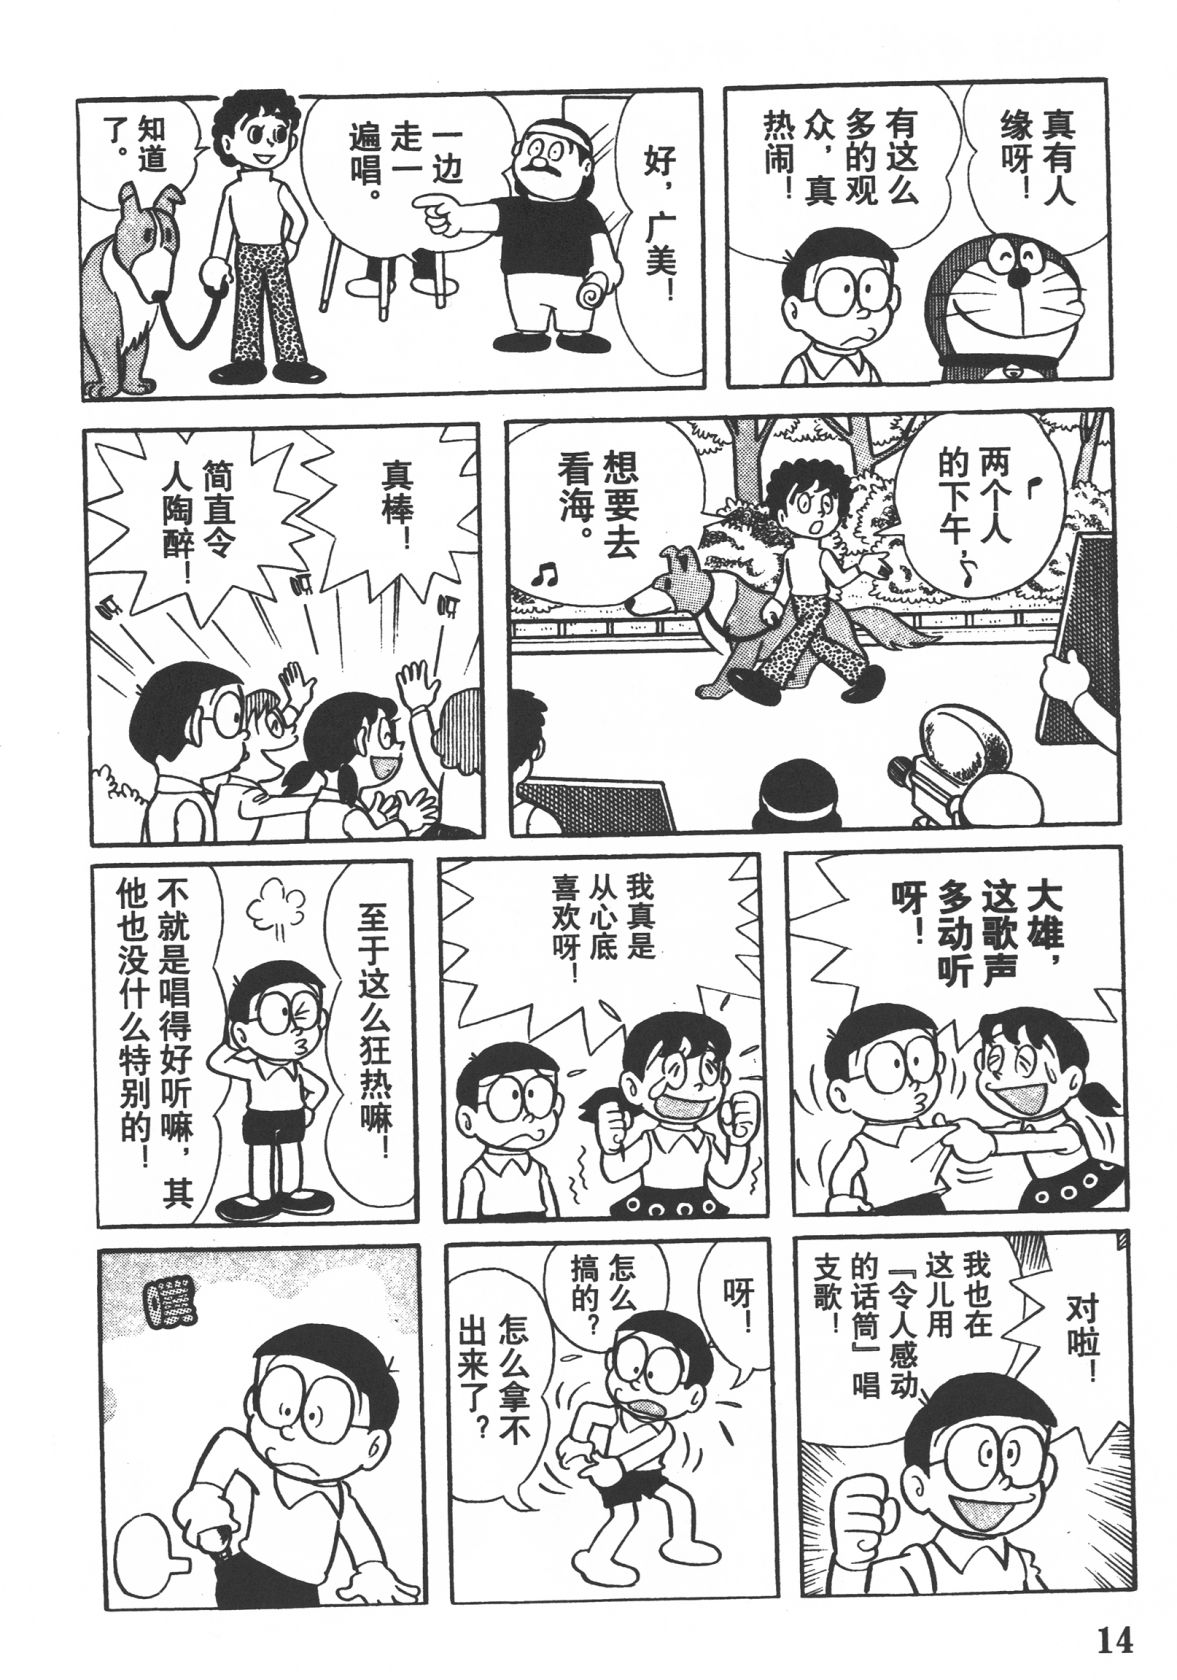 真有人
缘呀！
有这么
多的观
众，真
热闹！
好，广美！
一边
走一
遍唱。
知道
了。
两个人
的下午，
想要去
看海。
真棒！
简直令
人陶醉！
大雄，
这歌声
多动听
呀！
我真是
从心底
喜欢呀！
至于这么狂热嘛！
不就是唱得好听嘛，其
他也没什么特别的！
对啦！
我也在
这儿用
『令人感动
的话筒』唱
支歌！
呀！
怎么
搞的？
怎么拿不
出来了？
14